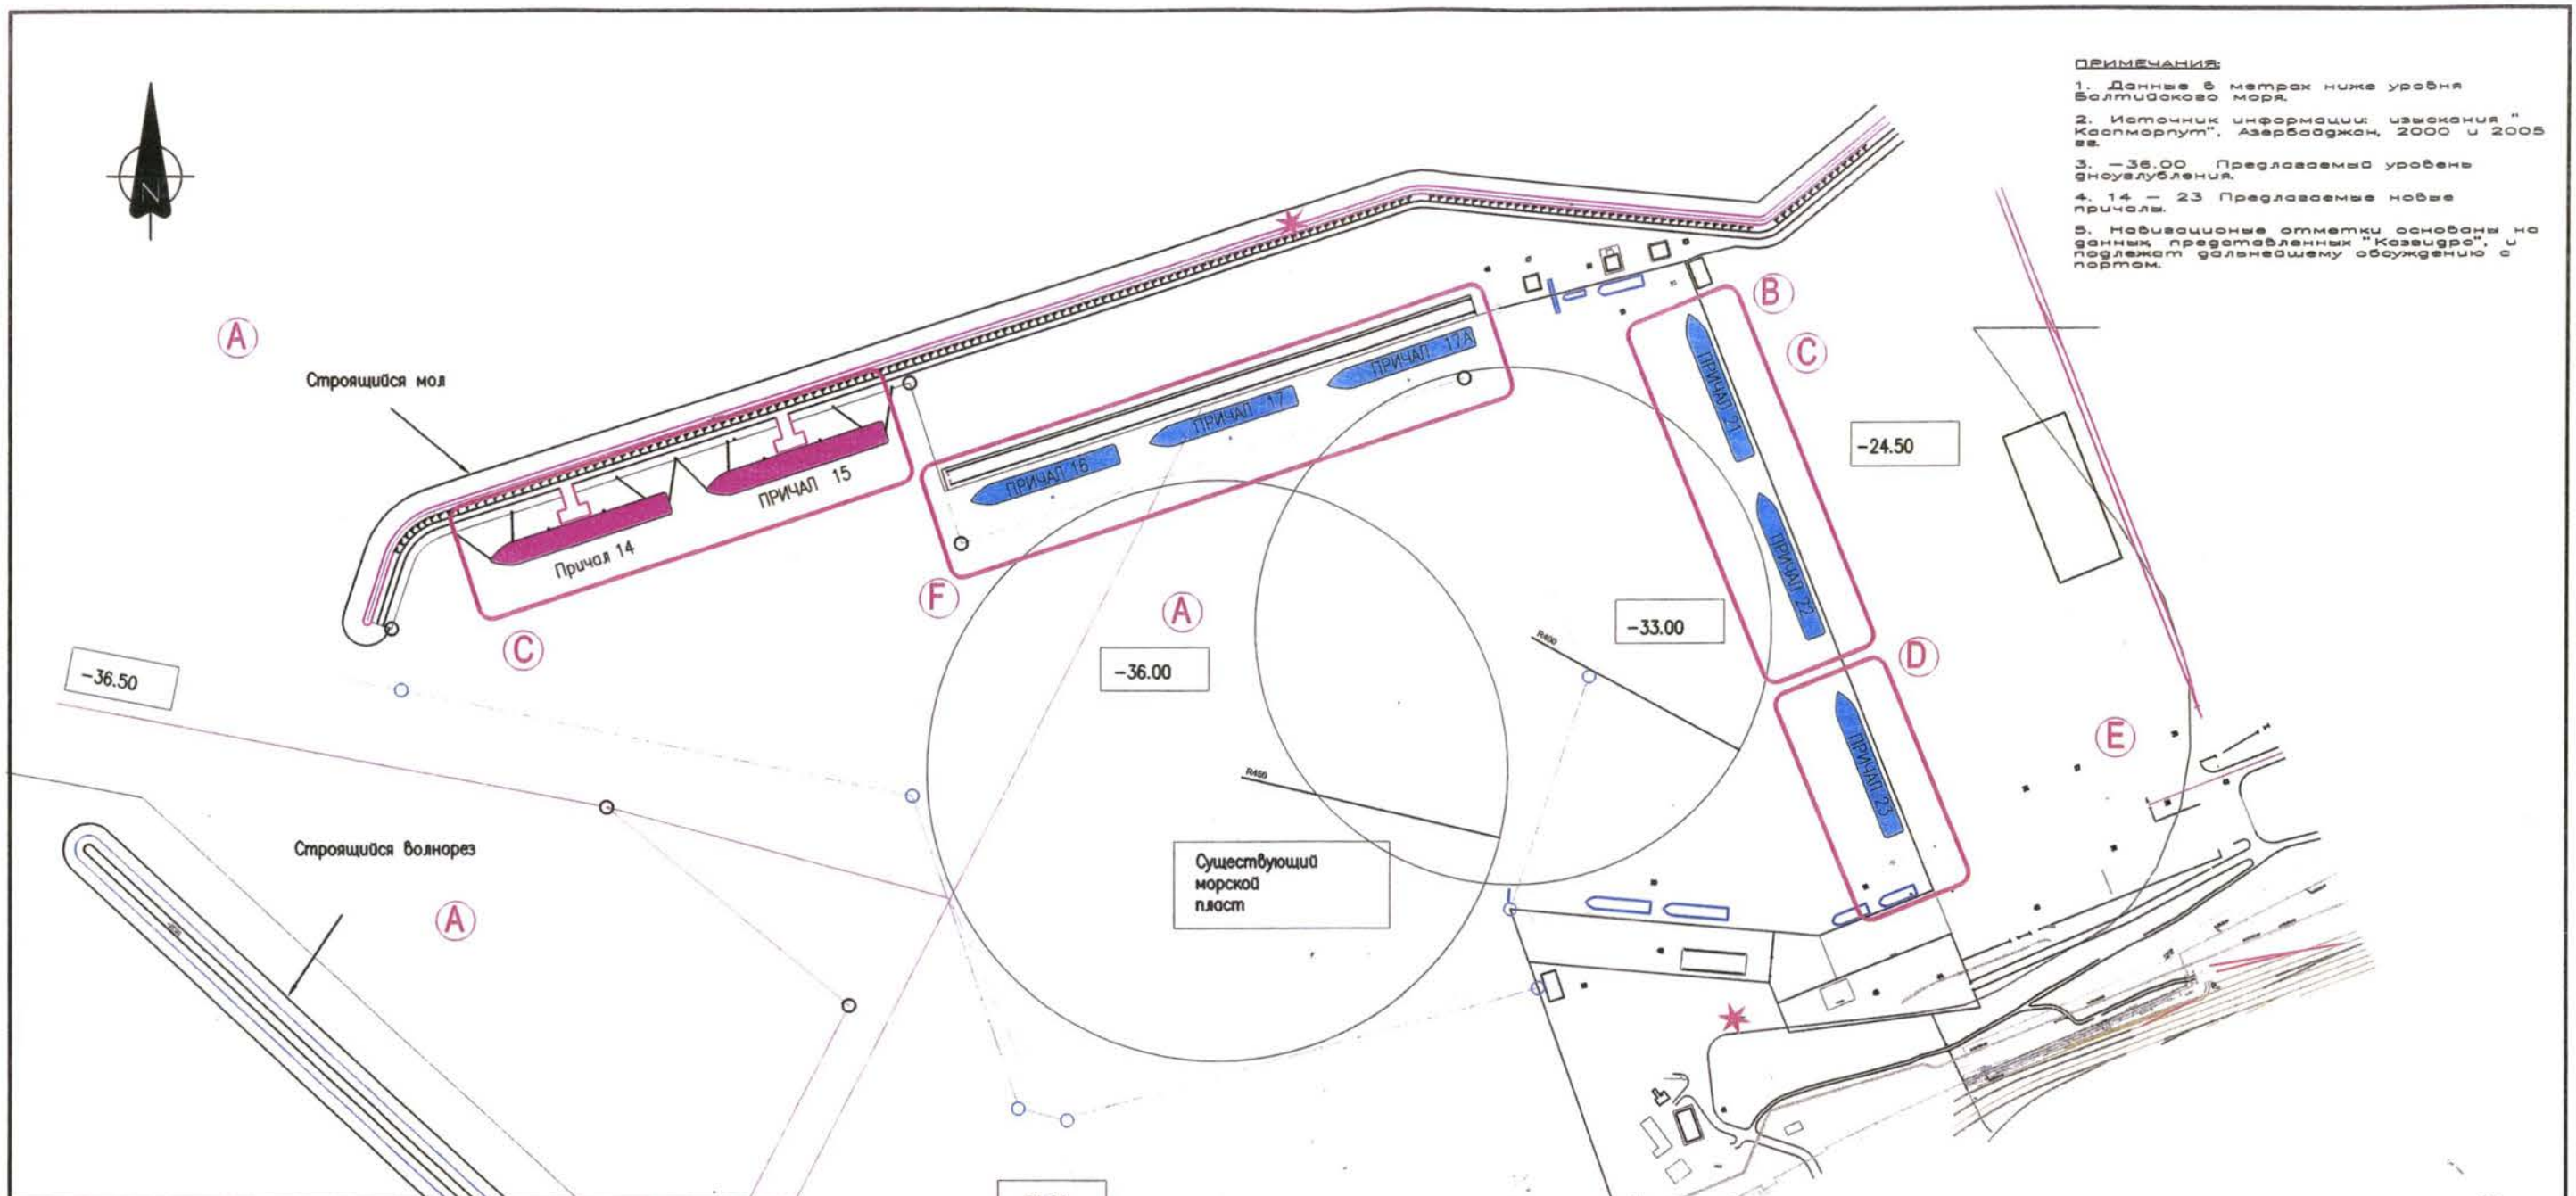 ПРИМЕЧАНИЯ:
1. Данные в метрах ниже уровня
Балтийского моря.
2. Источник информации: изыскания "
Каспморпут", Азербайджан, 2000 и 2005
гг.
3. -36.00 Предлагаемый уровень
дноуглубления.
4. 14 - 23 Предлагаемые новые
причалы.
5. Навигационые отметки основаны на
данных, представленных "Казгидро", и
подлежат дальнейшему обсуждению с
портом.
N
A
Строящийся мол
B
C
ПРИЧАЛ 17А
ПРИЧАЛ 17
ПРИЧАЛ 16
ПРИЧАЛ 15
Причал 14
ПРИЧАЛ 21
-24.50
ПРИЧАЛ 22
F
A
C
-33.00
R400
D
-36.00
-36.50
ПРИЧАЛ 23
E
R456
Строящийся волнорез
A
Существующий
морской
пласт